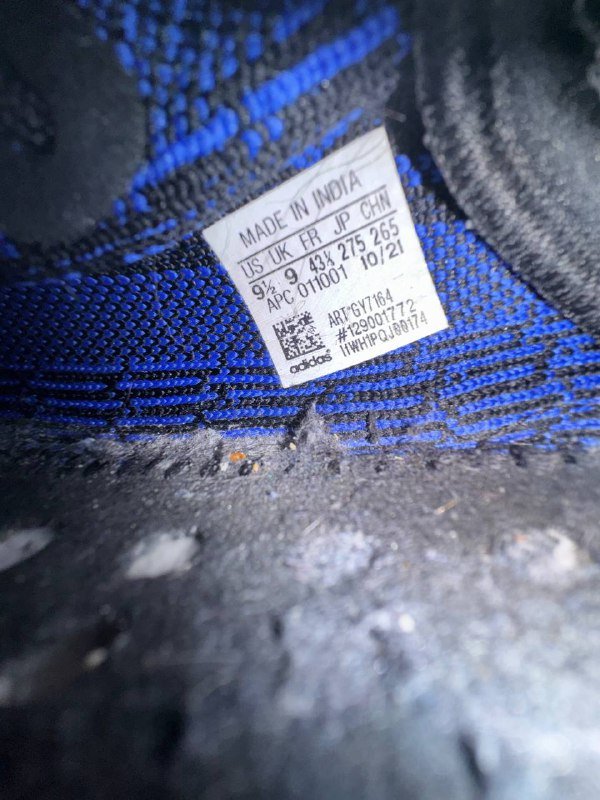 MADE IN INDIA
US UK FR JP CHN
9½ 9 43⅓ 275 265
APC 011001 10/21
ART°GY7164
#129001772
adidas IIWH1PQJ00174